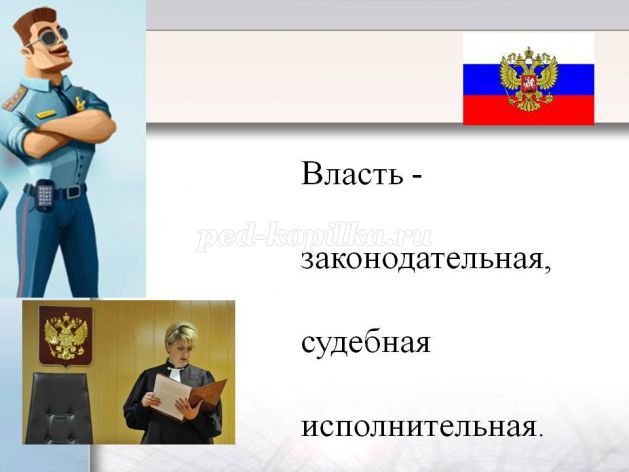 Власть -
ped-kopilka.ru
законодательная,
судебная
исполнительная.